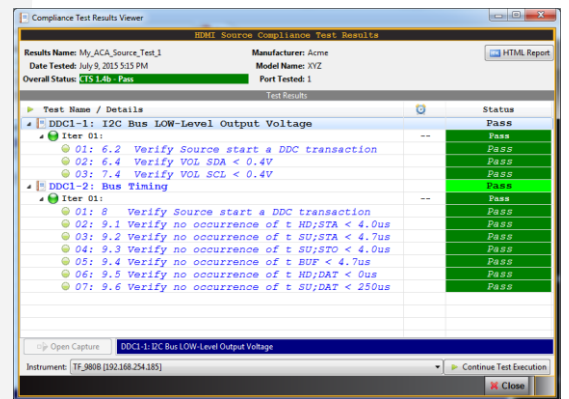 Compliance Test Results Viewer
HDMI Source Compliance Test Results
Results Name: My_ACA_Source_Test_1 Manufacturer: Acme HTML Report
Date Tested: July 9, 2015 5:15 PM Model Name: XYZ
Overall Status: CTS 1.4b - Pass Port Tested: 1
Test Results
Test Name / Details Status
DDC1-1: I2C Bus LOW-Level Output Voltage Pass
Iter 01: -- Pass
01: 6.2 Verify Source start a DDC transaction Pass
02: 6.4 Verify VOL SDA < 0.4V Pass
03: 7.4 Verify VOL SCL < 0.4V Pass
DDC1-2: Bus Timing Pass
Iter 01: -- Pass
01: 8 Verify Source start a DDC transaction Pass
02: 9.1 Verify no occurrence of t HD;STA < 4.0us Pass
03: 9.2 Verify no occurrence of t SU;STA < 4.7us Pass
04: 9.3 Verify no occurrence of t SU;STO < 4.0us Pass
05: 9.4 Verify no occurrence of t BUF < 4.7us Pass
06: 9.5 Verify no occurrence of t HD;DAT < 0us Pass
07: 9.6 Verify no occurrence of t SU;DAT < 250us Pass
Open Capture DDC1-1: I2C Bus LOW-Level Output Voltage
Instrument: TF_980B [192.168.254.185] Continue Test Execution
Close